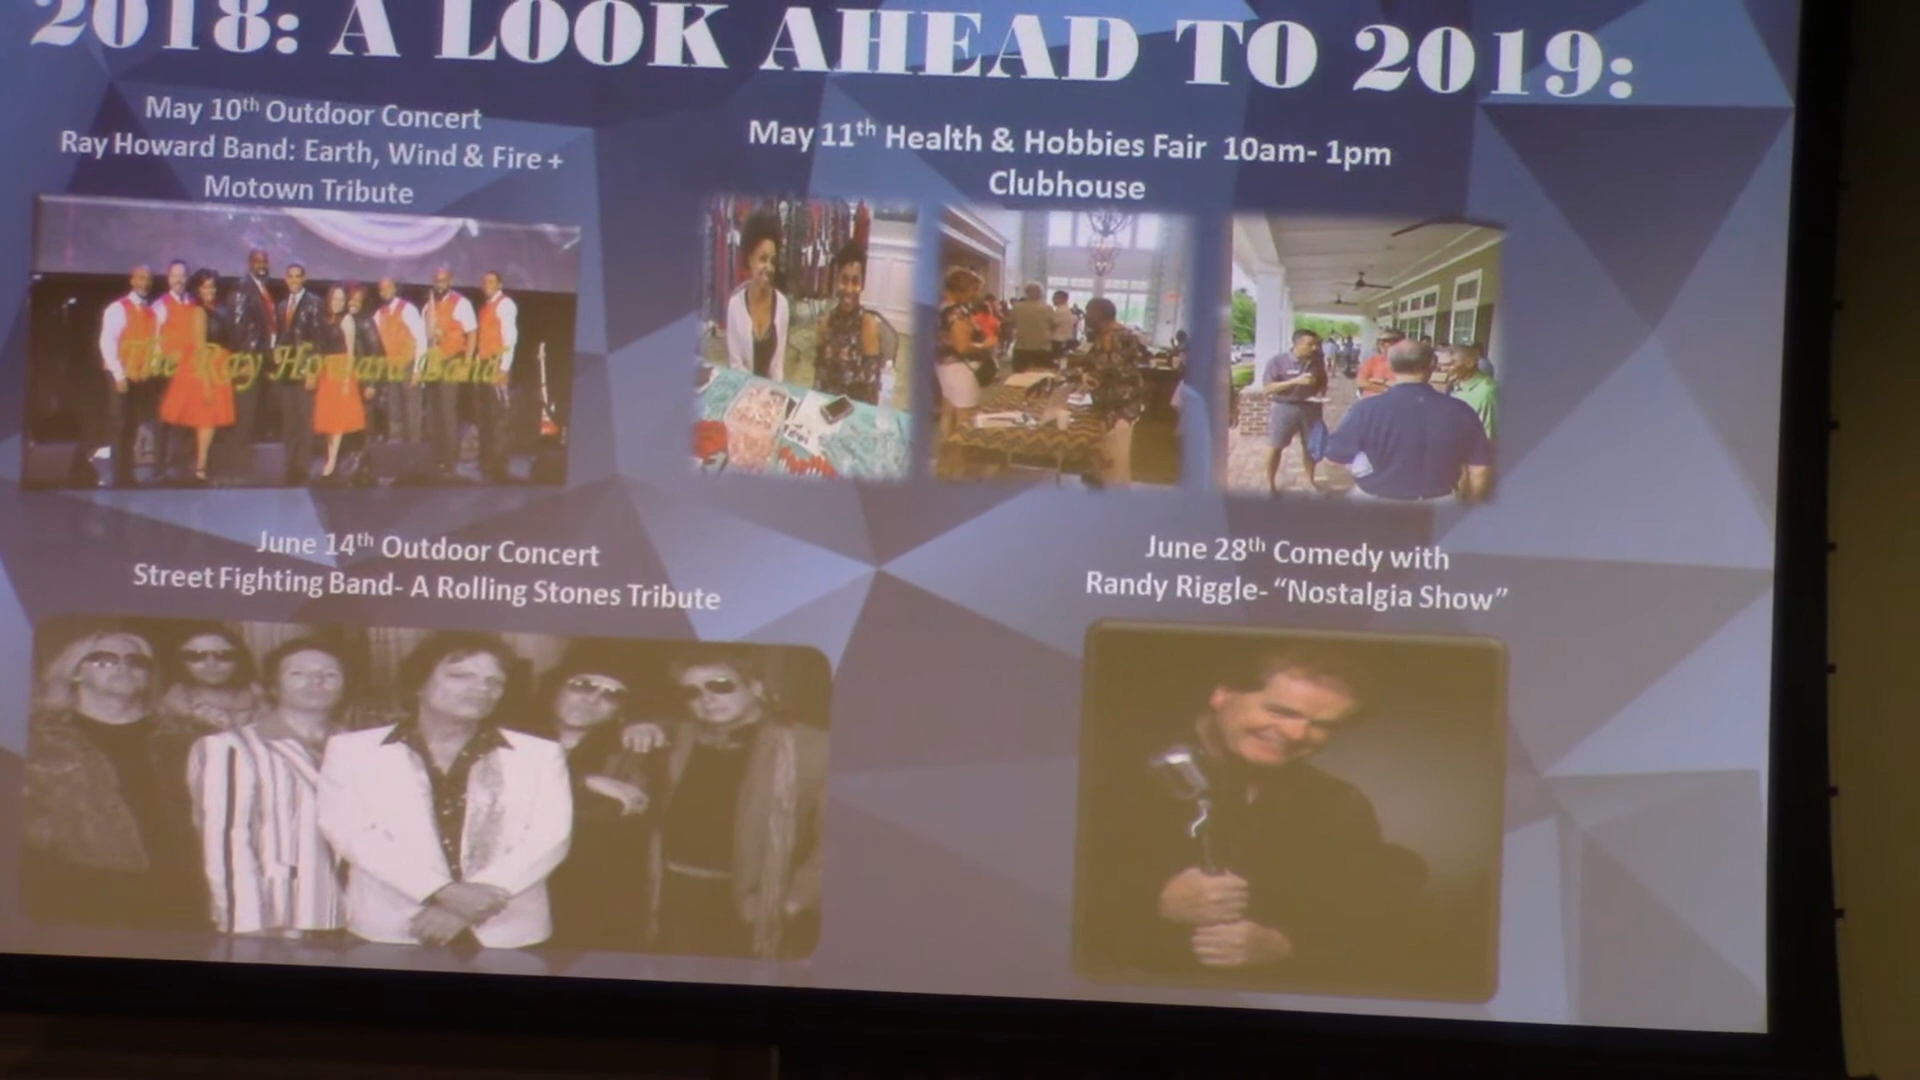 2018: A LOOK AHEAD TO 2019:
May 10th Outdoor Concert
Ray Howard Band: Earth, Wind & Fire +
Motown Tribute
The Ray Howard Band
May 11th Health & Hobbies Fair 10am- 1pm
Clubhouse
June 14th Outdoor Concert
Street Fighting Band- A Rolling Stones Tribute
June 28th Comedy with
Randy Riggle- “Nostalgia Show”